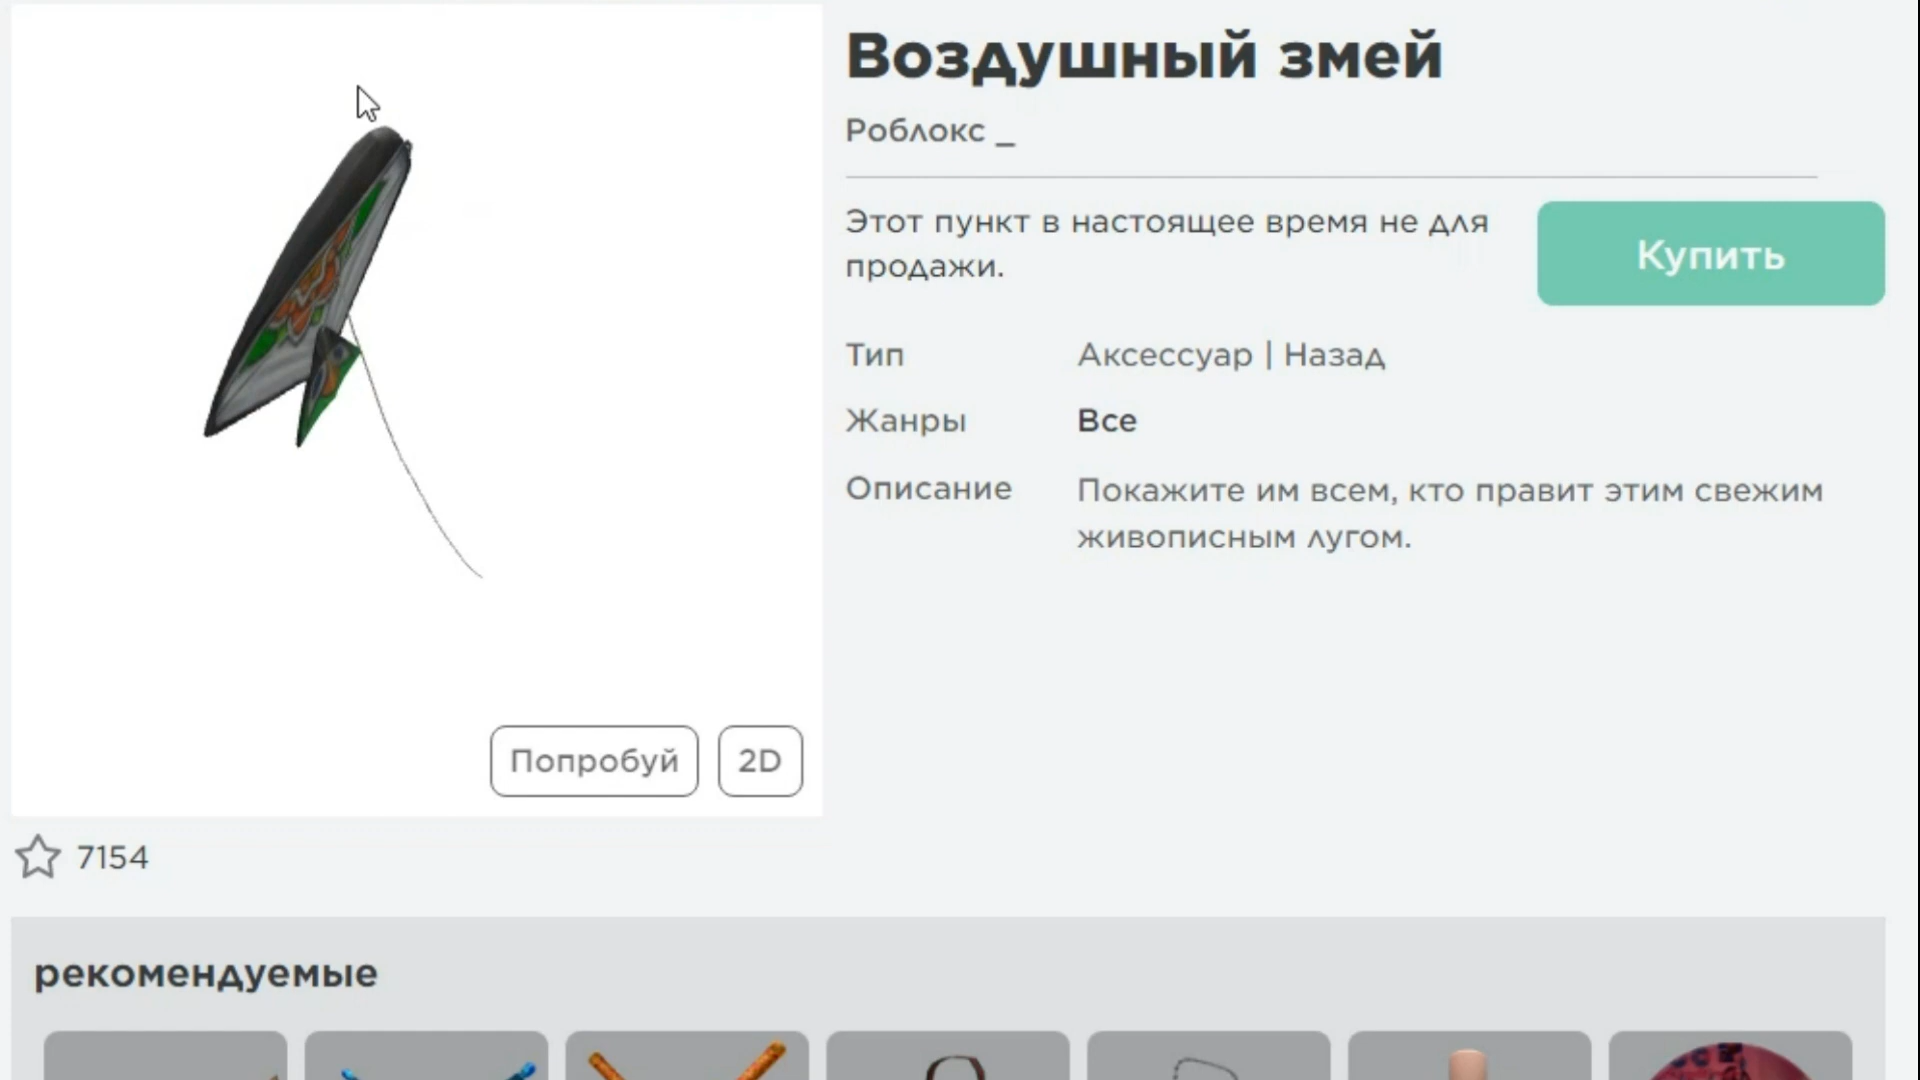 Воздушный змей
Роблокс _
Этот пункт в настоящее время не для
продажи.
Купить
Тип
Аксессуар | Назад
Жанры
Все
Описание
Покажите им всем, кто правит этим свежим
живописным лугом.
Попробуй
2D
7154
рекомендуемые